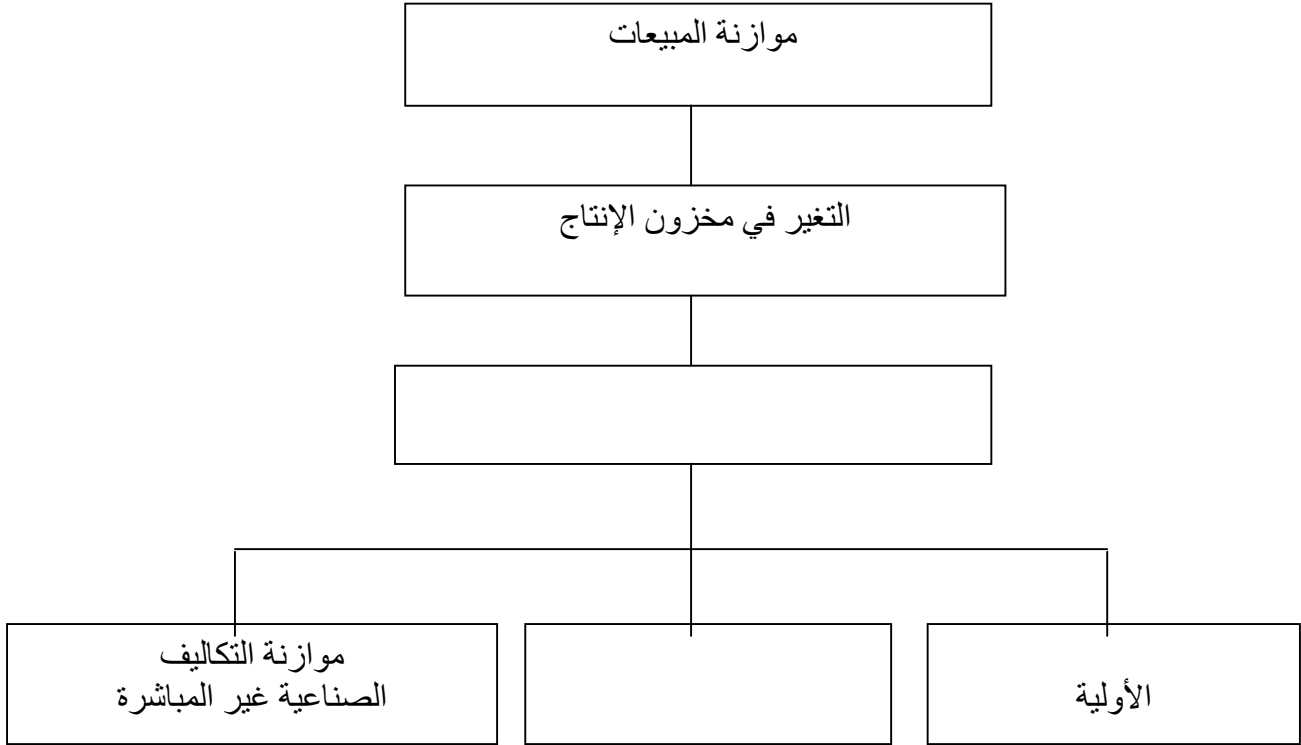 موازنة المبيعات
التغير في مخزون الإنتاج
الأولية
موازنة التكاليف
الصناعية غير المباشرة